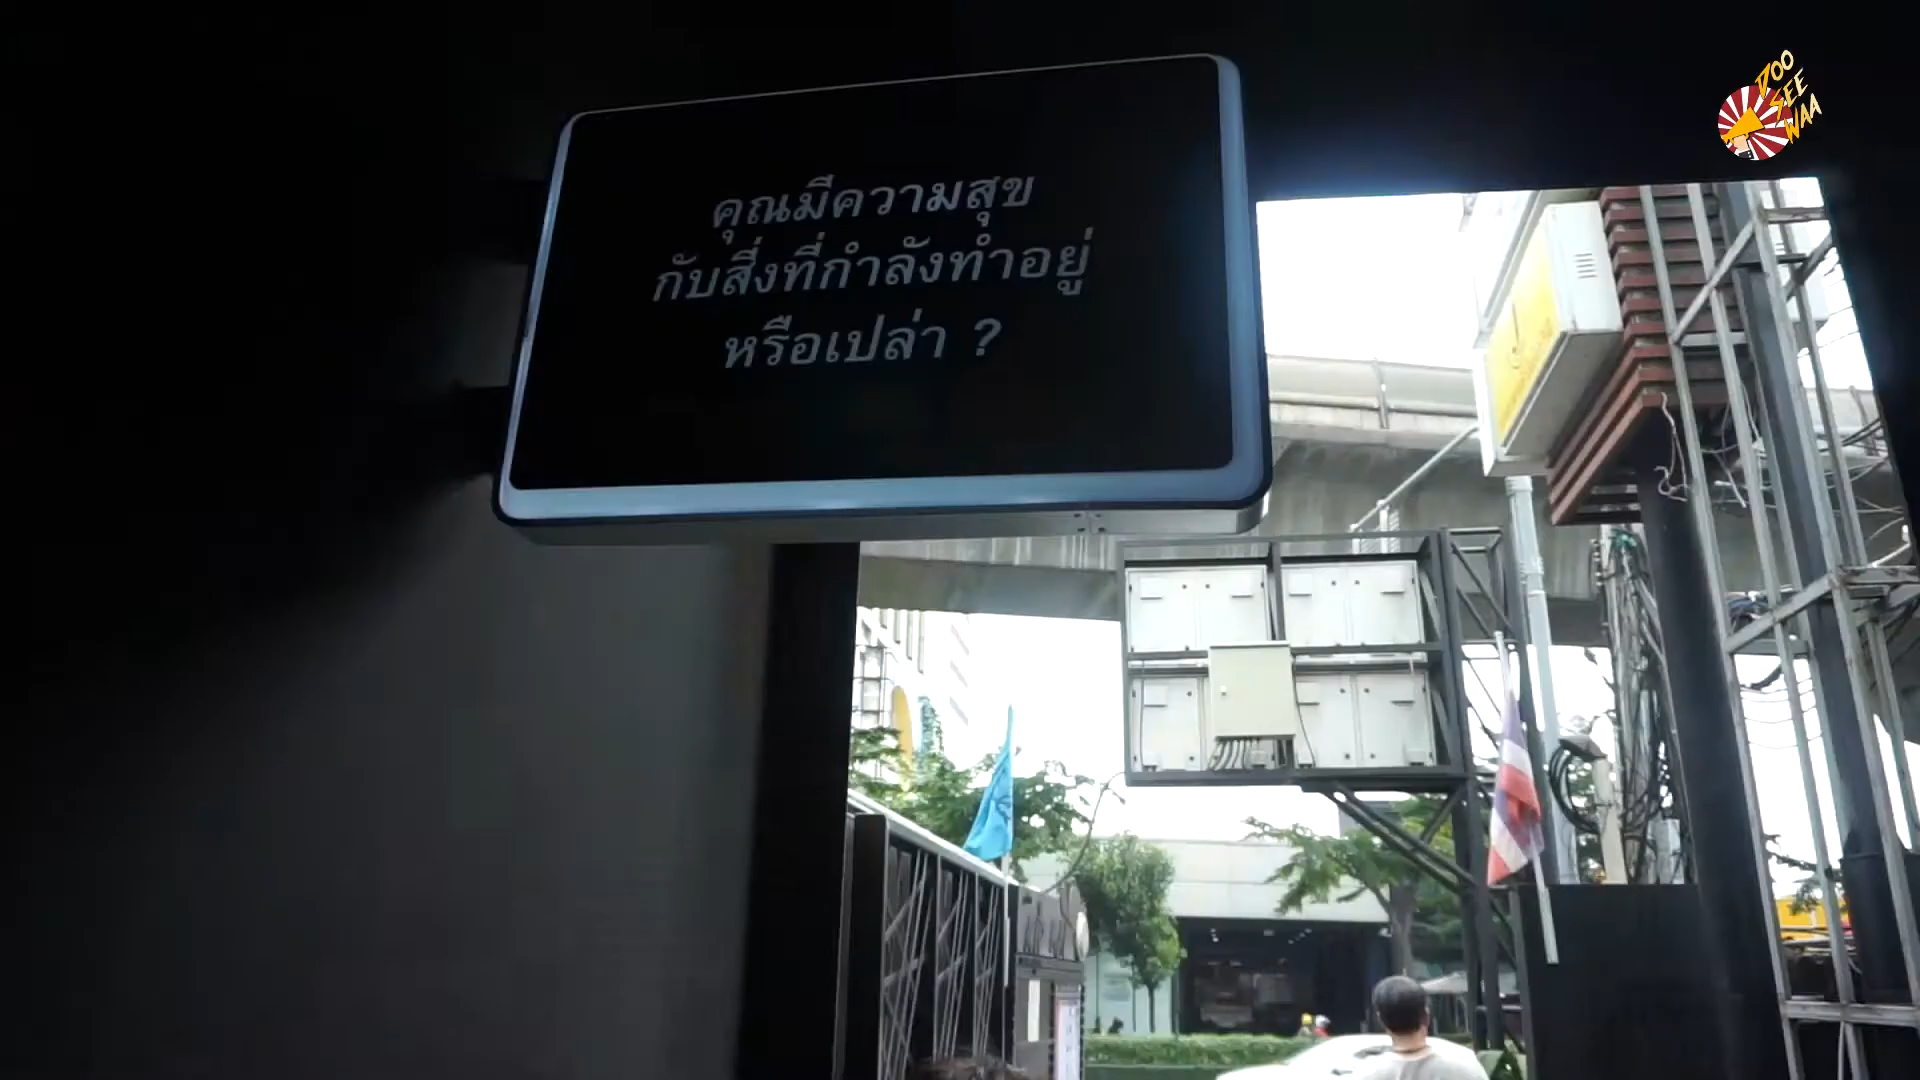 คุณมีความสุข
กับสิ่งที่กำลังทำอยู่
หรือเปล่า ?
DOO
SEE
WAA